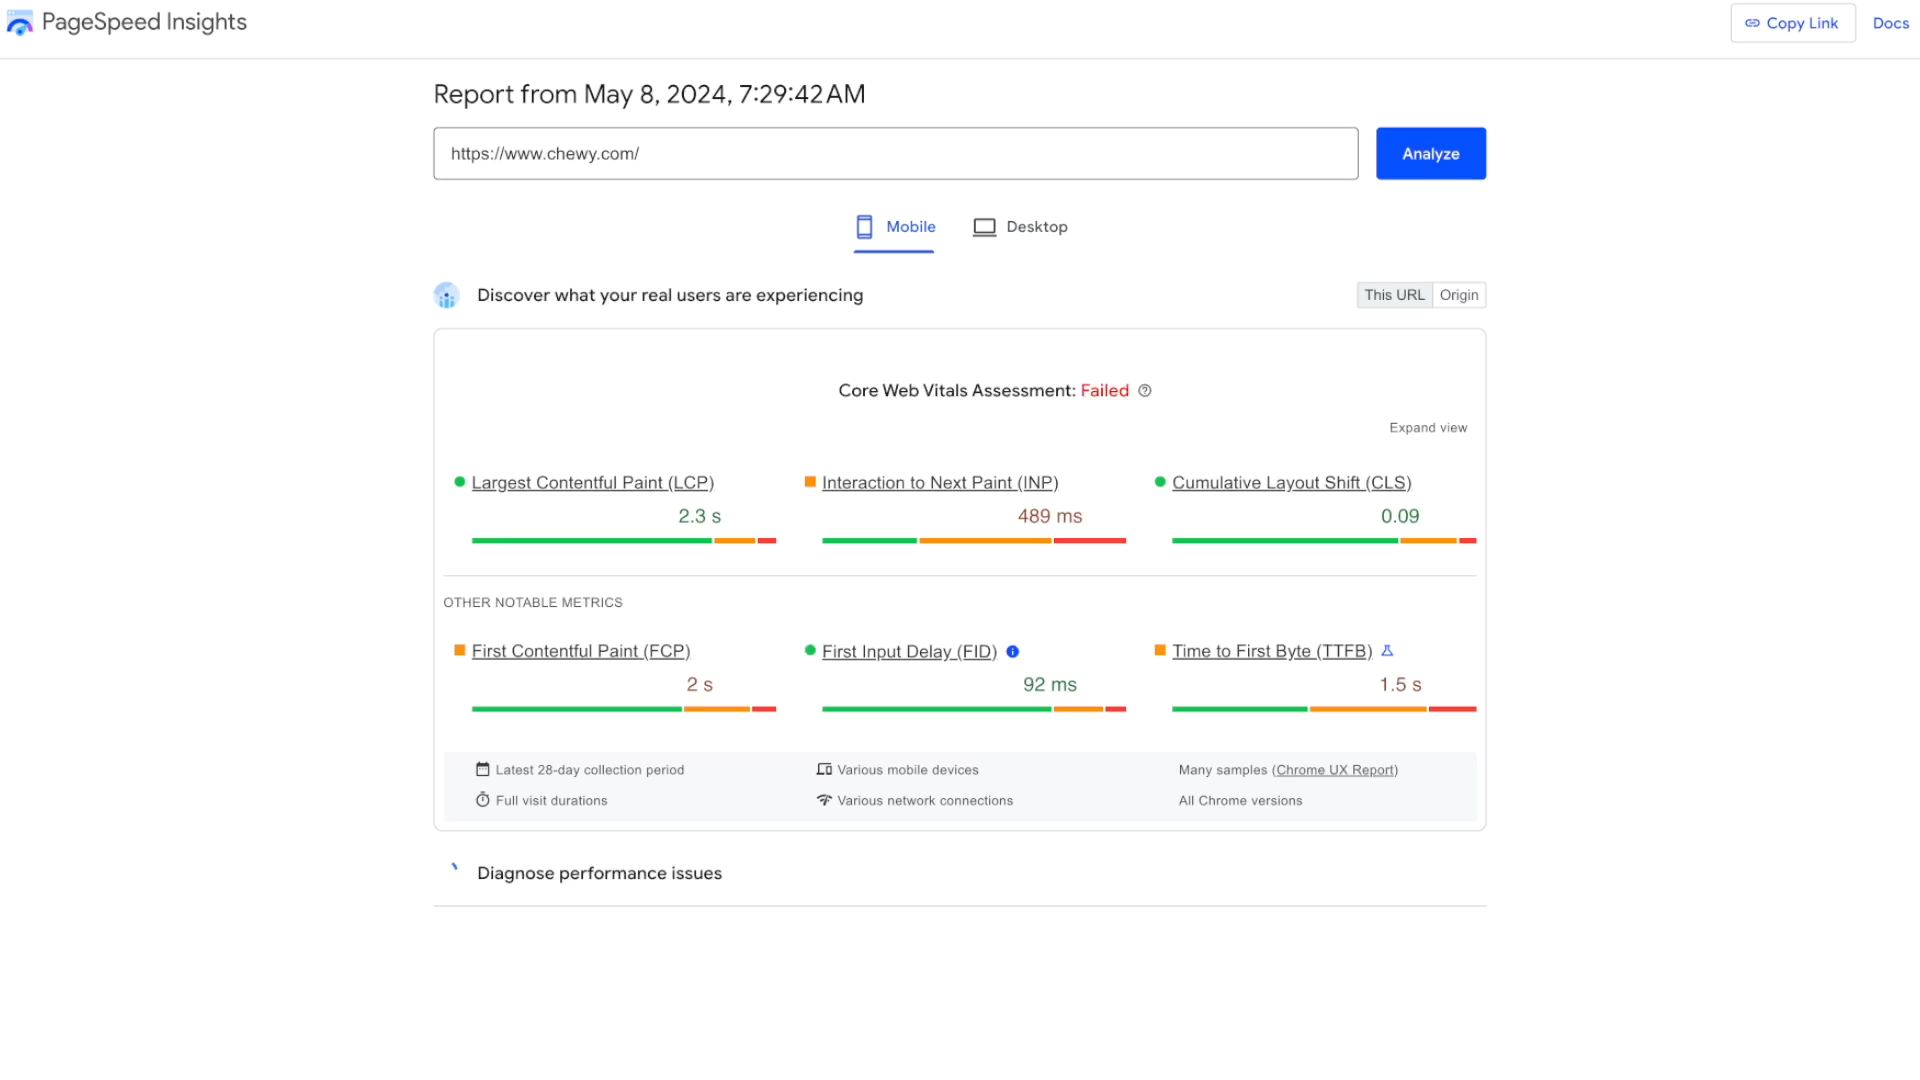 PageSpeed Insights
Copy Link
Docs
Report from May 8, 2024, 7:29:42 AM
https://www.chewy.com/
Analyze
Mobile
Desktop
Discover what your real users are experiencing
This URL
Origin
Core Web Vitals Assessment: Failed
Expand view
Largest Contentful Paint (LCP)
2.3 s
Interaction to Next Paint (INP)
489 ms
Cumulative Layout Shift (CLS)
0.09
OTHER NOTABLE METRICS
First Contentful Paint (FCP)
2 s
First Input Delay (FID)
92 ms
Time to First Byte (TTFB)
1.5 s
Latest 28-day collection period
Various mobile devices
Many samples (Chrome UX Report)
Full visit durations
Various network connections
All Chrome versions
Diagnose performance issues